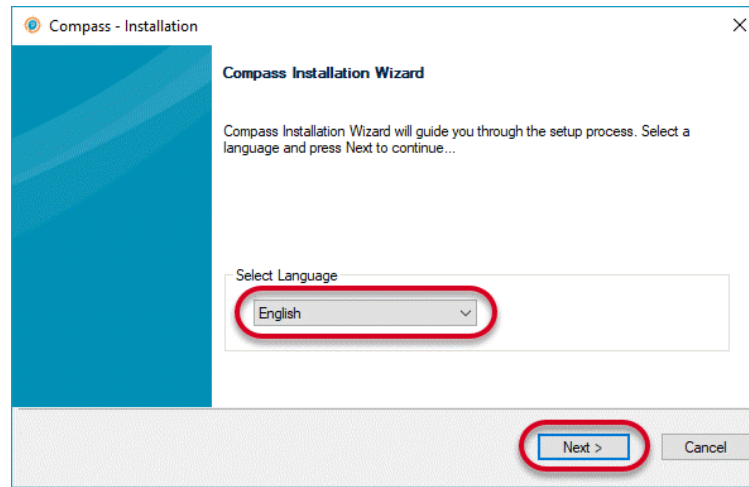 Compass - Installation
Compass Installation Wizard
Compass Installation Wizard will guide you through the setup process. Select a
language and press Next to continue...
Select Language
English
Next >
Cancel